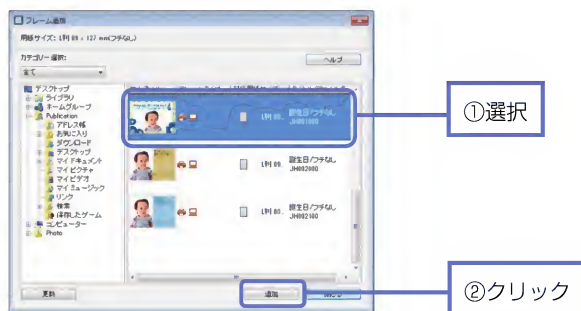 フレーム追加
用紙サイズ: L判 89 x 127 mm(フチなし)
カテゴリー選択:
ヘルプ
全て
デスクトップ
ライブラリ
ホームグループ
Publication
アドレス帳
お気に入り
ダウンロード
デスクトップ
マイ ドキュメント
マイ ピクチャ
マイ ビデオ
マイ ミュージック
リンク
検索
保存したゲーム
コンピューター
Photo
L判 89.
誕生日/フチなし
JH001000
L判 89.
誕生日/フチなし
JH002000
L判 89.
誕生日/フチなし
JH002100
更新
追加
①選択
②クリック